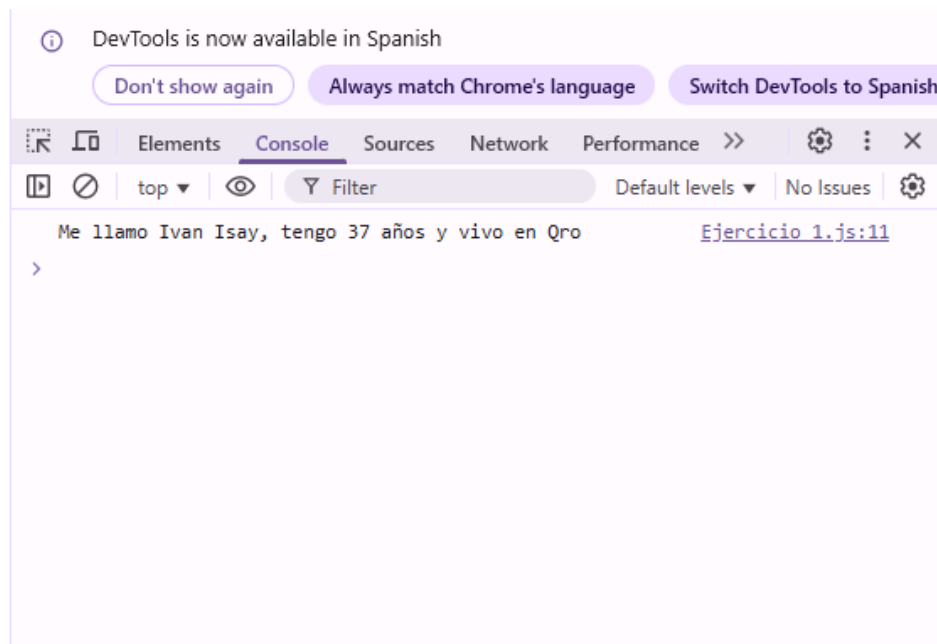 DevTools is now available in Spanish
Don't show again Always match Chrome's language Switch DevTools to Spanish
Elements Console Sources Network Performance
top Filter Default levels No Issues
Me llamo Ivan Isay, tengo 37 años y vivo en Qro Ejercicio 1.js:11